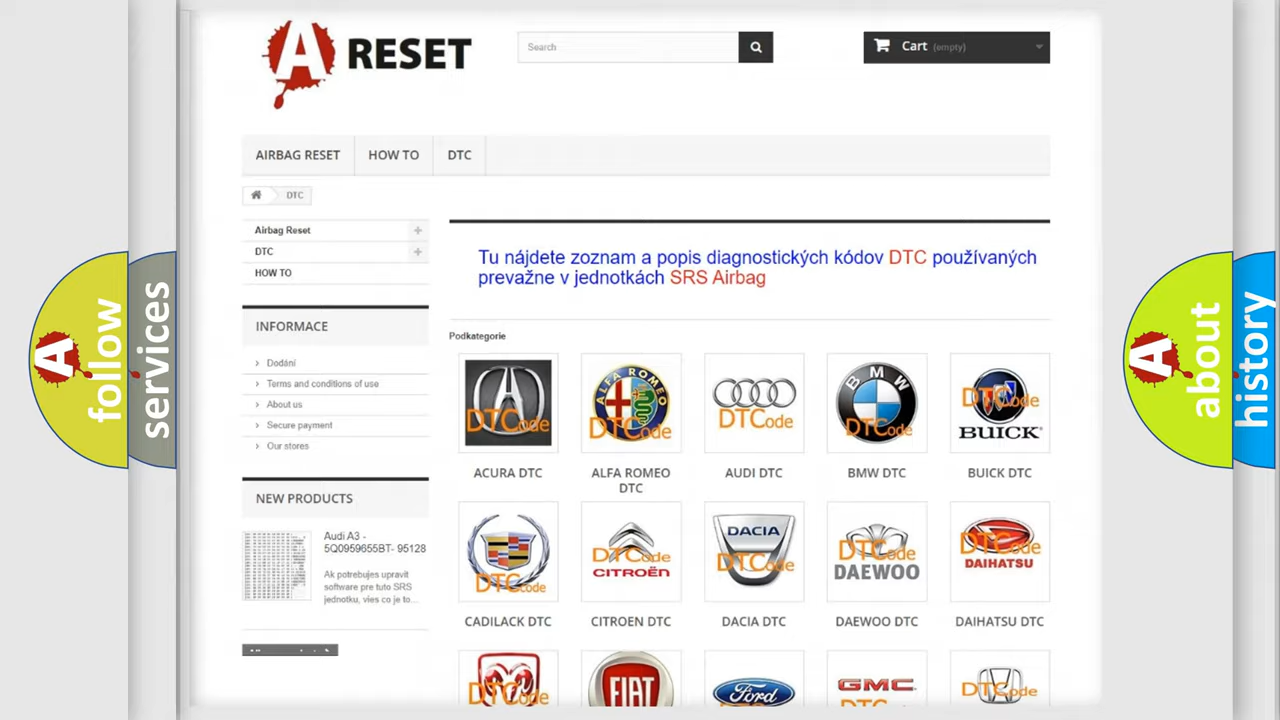 A RESET
Search
Cart (empty)
AIRBAG RESET
HOW TO
DTC
DTC
Airbag Reset
DTC
HOW TO
INFORMACE
Dodání
Terms and conditions of use
About us
Secure payment
Our stores
NEW PRODUCTS
Audi A3 -
5Q0959655BT- 95128
Ak potrebujes upravit
software pre tuto SRS
jednotku, vies co je to...
Tu nájdete zoznam a popis diagnostických kódov DTC používaných
prevažne v jednotkách SRS Airbag
Podkategorie
DTCode
ALFA ROMEO
DTCode
DTCode
BMW
DTCode
DTCode
BUICK
ACURA DTC
ALFA ROMEO
DTC
AUDI DTC
BMW DTC
BUICK DTC
DTCode
DTCode
CITROËN
DACIA
DTCode
DTCode
DAEWOO
DTCode
DAIHATSU
CADILACK DTC
CITROEN DTC
DACIA DTC
DAEWOO DTC
DAIHATSU DTC
DTCode
FIAT
Ford
GMC
DTCode
A follow
services
A about
history